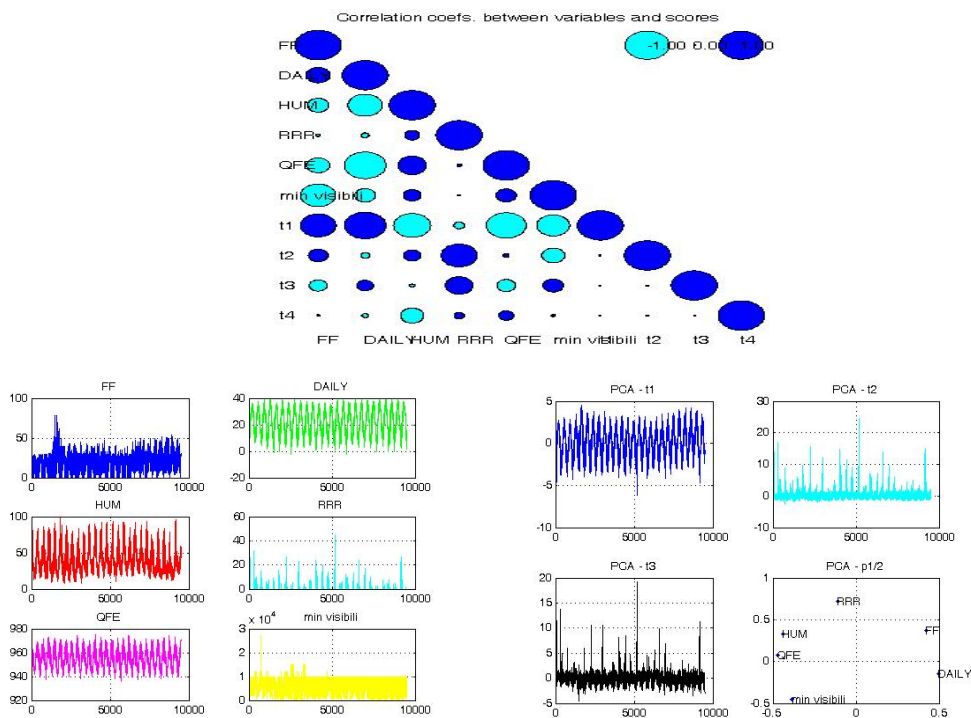 Correlation coefs. between variables and scores
FF
-1.00 0.00 1.00
DAILY
HUM
RRR
QFE
min visibili
t1
t2
t3
t4
FF DAILY HUM RRR QFE min visibili t1 t2 t3 t4
FF
100
50
0
0 5000 10000
DAILY
40
20
0
-20
0 5000 10000
HUM
100
50
0
0 5000 10000
RRR
60
40
20
0
0 5000 10000
QFE
980
960
940
920
0 5000 10000
x 10^4
min visibili
3
2
1
0
0 5000 10000
PCA - t1
5
0
-5
-10
0 5000 10000
PCA - t2
30
20
10
0
-10
0 5000 10000
PCA - t3
20
15
10
5
0
-5
0 5000 10000
PCA - p1/2
1
0.5
0
-0.5
-0.5 0 0.5
RRR
FF
HUM
QFE
DAILY
min visibili